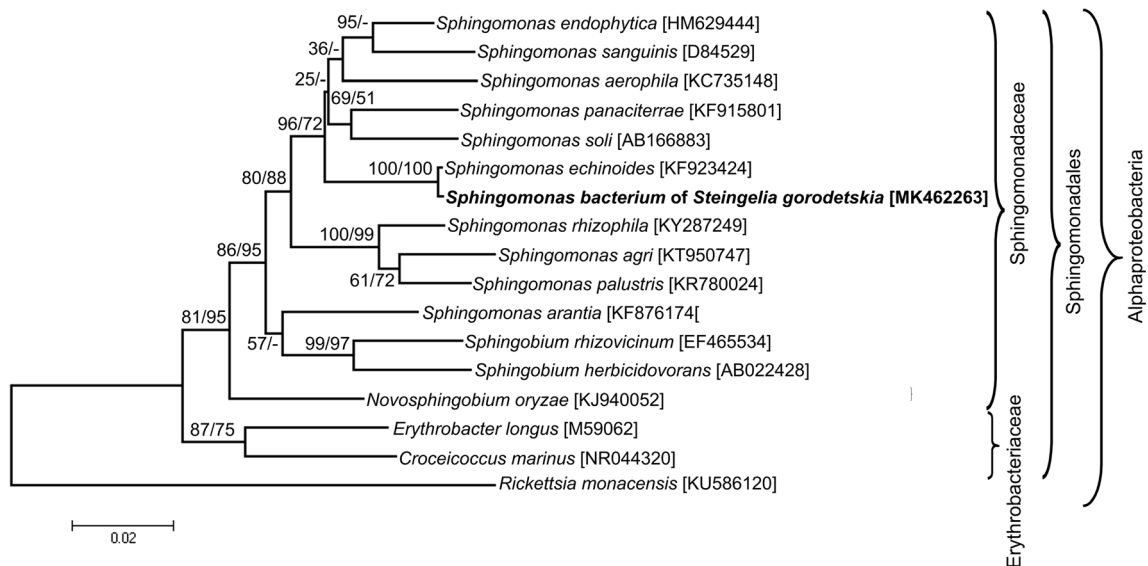 95/-
Sphingomonas endophytica [HM629444]
36/-
Sphingomonas sanguinis [D84529]
25/-
Sphingomonas aerophila [KC735148]
69/51
Sphingomonas panaciterrae [KF915801]
96/72
Sphingomonas soli [AB166883]
100/100
Sphingomonas echinoides [KF923424]
80/88
Sphingomonas bacterium of Steingelia gorodetskia [MK462263]
100/99
Sphingomonas rhizophila [KY287249]
86/95
Sphingomonas agri [KT950747]
61/72
Sphingomonas palustris [KR780024]
81/95
Sphingomonas arantia [KF876174[
57/-
99/97
Sphingobium rhizovicinum [EF465534]
Sphingobium herbicidovorans [AB022428]
Novosphingobium oryzae [KJ940052]
87/75
Erythrobacter longus [M59062]
Croceicoccus marinus [NR044320]
Rickettsia monacensis [KU586120]
0.02
Sphingomonadaceae
Erythrobacteriaceae
Sphingomonadales
Alphaproteobacteria